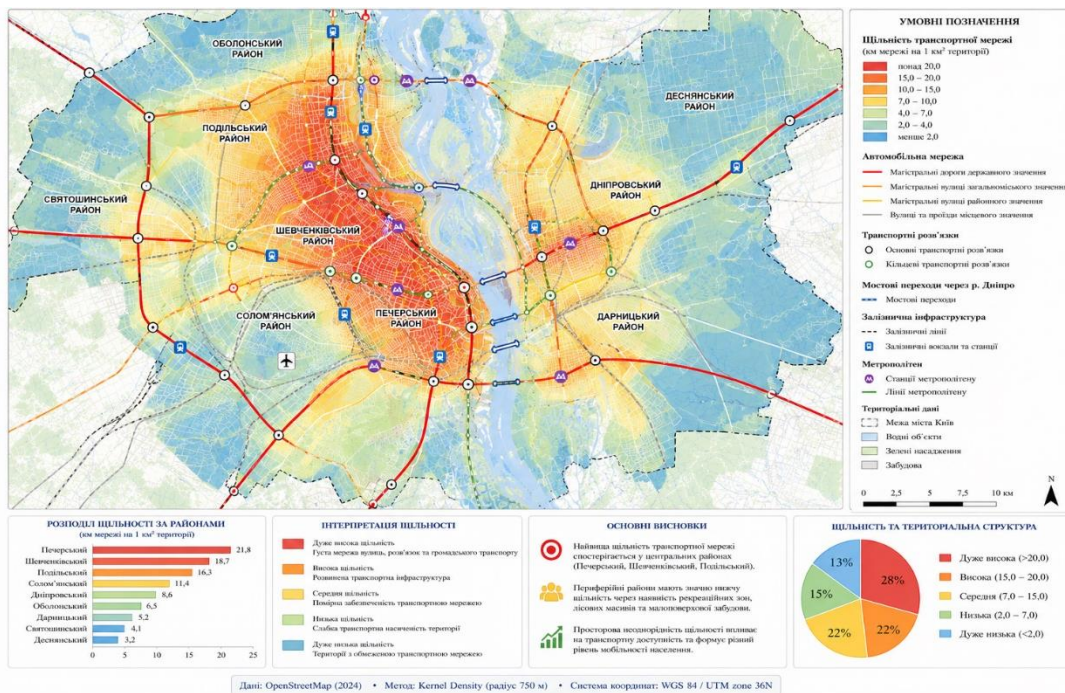 ОБОЛОНСЬКИЙ
РАЙОН
ДЕСНЯНСЬКИЙ
РАЙОН
ПОДІЛЬСЬКИЙ
РАЙОН
ДНІПРОВСЬКИЙ
РАЙОН
СВЯТОШИНСЬКИЙ
РАЙОН
ШЕВЧЕНКІВСЬКИЙ
РАЙОН
СОЛОМ'ЯНСЬКИЙ
РАЙОН
ПЕЧЕРСЬКИЙ
РАЙОН
ДАРНИЦЬКИЙ
РАЙОН
УМОВНІ ПОЗНАЧЕННЯ
Щільність транспортної мережі
(км мережі на 1 км² території)
понад 20,0
15,0 – 20,0
10,0 – 15,0
7,0 – 10,0
4,0 – 7,0
2,0 – 4,0
менше 2,0
Автомобільна мережа
Магістральні дороги державного значення
Магістральні вулиці загальноміського значення
Магістральні вулиці районного значення
Вулиці та проїзди місцевого значення
Транспортні розв'язки
Основні транспортні розв'язки
Кільцеві транспортні розв'язки
Мостові переходи через р. Дніпро
Мостові переходи
Залізнична інфраструктура
Залізничні лінії
Залізничні вокзали та станції
Метрополітен
Станції метрополітену
Лінії метрополітену
Територіальні дані
Межа міста Київ
Водні об'єкти
Зелені насадження
Забудова
0 2,5 5 7,5 10 км
N
РОЗПОДІЛ ЩІЛЬНОСТІ ЗА РАЙОНАМИ
(км мережі на 1 км² території)
Печерський 21,8
Шевченківський 18,7
Подільський 16,3
Солом'янський 11,4
Дніпровський 8,6
Оболонський 6,5
Дарницький 5,2
Святошинський 4,1
Деснянський 3,2
0 5 10 15 20 25
ІНТЕРПРЕТАЦІЯ ЩІЛЬНОСТІ
Дуже висока щільність
Густа мережа вулиць, розв'язок та громадського транспорту
Висока щільність
Розвинена транспортна інфраструктура
Середня щільність
Помірна забезпеченість транспортною мережею
Низька щільність
Слабка транспортна насиченість території
Дуже низька щільність
Території з обмеженою транспортною мережею
ОСНОВНІ ВИСНОВКИ
Найвища щільність транспортної мережі
спостерігається у центральних районах
(Печерський, Шевченківський, Подільський).
Периферійні райони мають значно нижчу
щільність через наявність рекреаційних зон,
лісових масивів та малоповерхової забудови.
Просторова неоднорідність щільності впливає
на транспортну доступність та формує різний
рівень мобільності населення.
ЩІЛЬНІСТЬ ТА ТЕРИТОРІАЛЬНА СТРУКТУРА
13%
28%
15%
22%
22%
Дуже висока (>20,0)
Висока (15,0 – 20,0)
Середня (7,0 – 15,0)
Низька (2,0 – 7,0)
Дуже низька (<2,0)
Дані: OpenStreetMap (2024) • Метод: Kernel Density (радіус 750 м) • Система координат: WGS 84 / UTM zone 36N